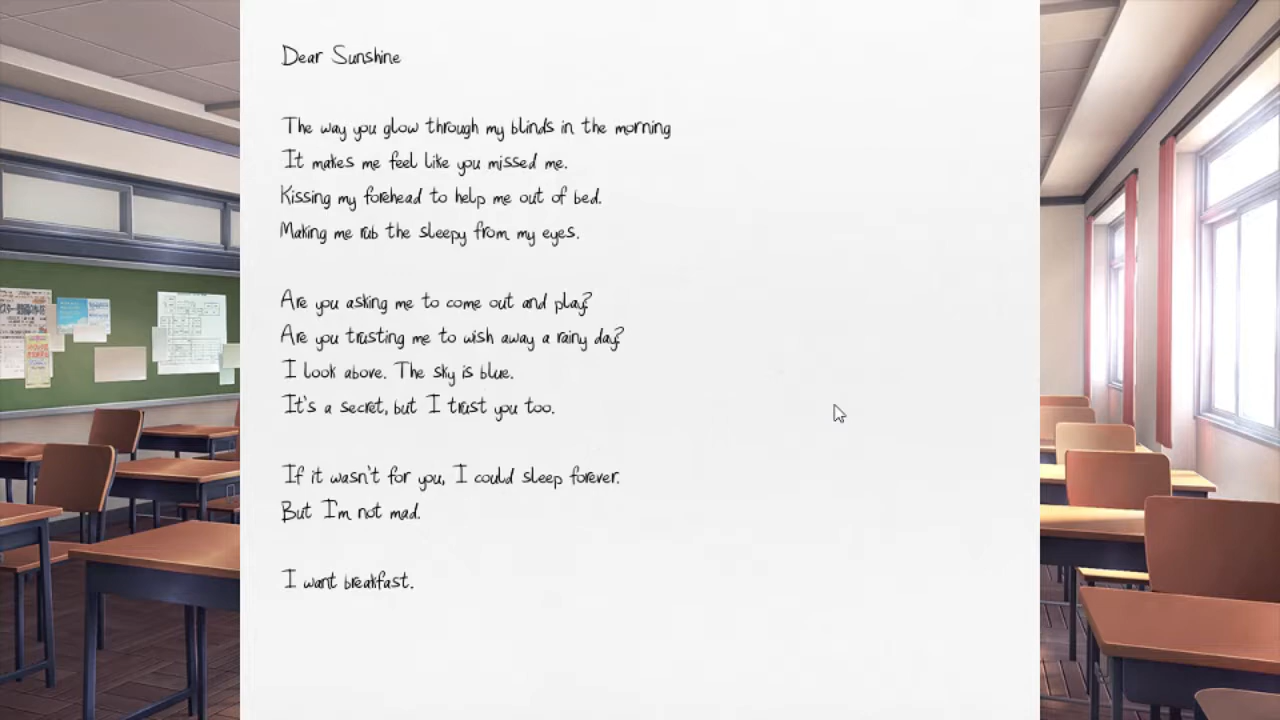 Dear Sunshine
The way you glow through my blinds in the morning
It makes me feel like you missed me.
Kissing my forehead to help me out of bed.
Making me rub the sleepy from my eyes.
Are you asking me to come out and play?
Are you trusting me to wish away a rainy day?
I look above. The sky is blue.
It's a secret, but I trust you too.
If it wasn't for you, I could sleep forever.
But I'm not mad.
I want breakfast.